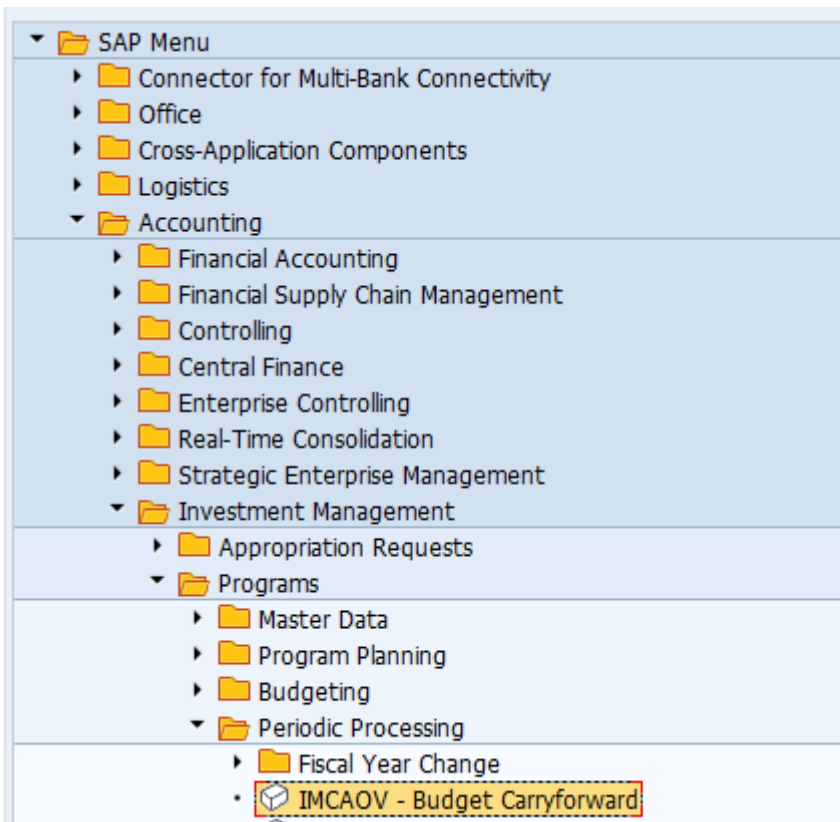 SAP Menu
Connector for Multi-Bank Connectivity
Office
Cross-Application Components
Logistics
Accounting
Financial Accounting
Financial Supply Chain Management
Controlling
Central Finance
Enterprise Controlling
Real-Time Consolidation
Strategic Enterprise Management
Investment Management
Appropriation Requests
Programs
Master Data
Program Planning
Budgeting
Periodic Processing
Fiscal Year Change
IMCAOV - Budget Carryforward